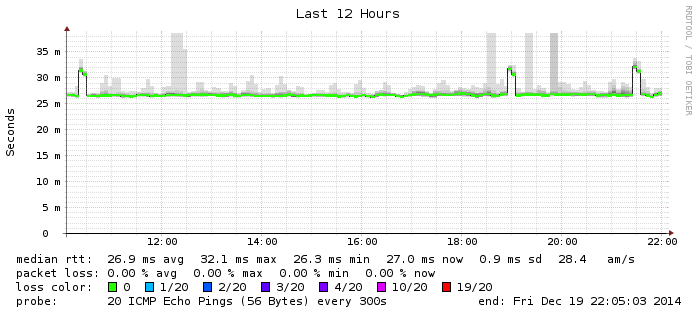 Last 12 Hours
RRDTOOL / TOBI OETIKER
Seconds
35 m
30 m
25 m
20 m
15 m
10 m
5 m
0
12:00 14:00 16:00 18:00 20:00 22:00
median rtt: 26.9 ms avg 32.1 ms max 26.3 ms min 27.0 ms now 0.9 ms sd 28.4 am/s
packet loss: 0.00 % avg 0.00 % max 0.00 % min 0.00 % now
loss color: 0 1/20 2/20 3/20 4/20 10/20 19/20
probe: 20 ICMP Echo Pings (56 Bytes) every 300s end: Fri Dec 19 22:05:03 2014